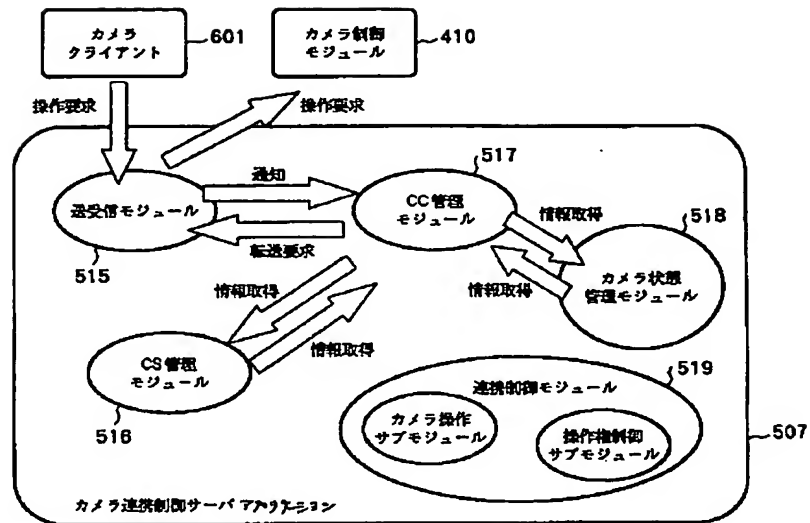 カメラ
クライアント
601
カメラ制御
モジュール
410
操作要求
操作要求
送受信モジュール
515
通知
転送要求
CC管理
モジュール
517
情報取得
情報取得
518
カメラ状態
管理モジュール
情報取得
情報取得
CS管理
モジュール
516
519
連携制御モジュール
カメラ操作
サブモジュール
操作権制御
サブモジュール
507
カメラ連携制御サーバアプリケーション